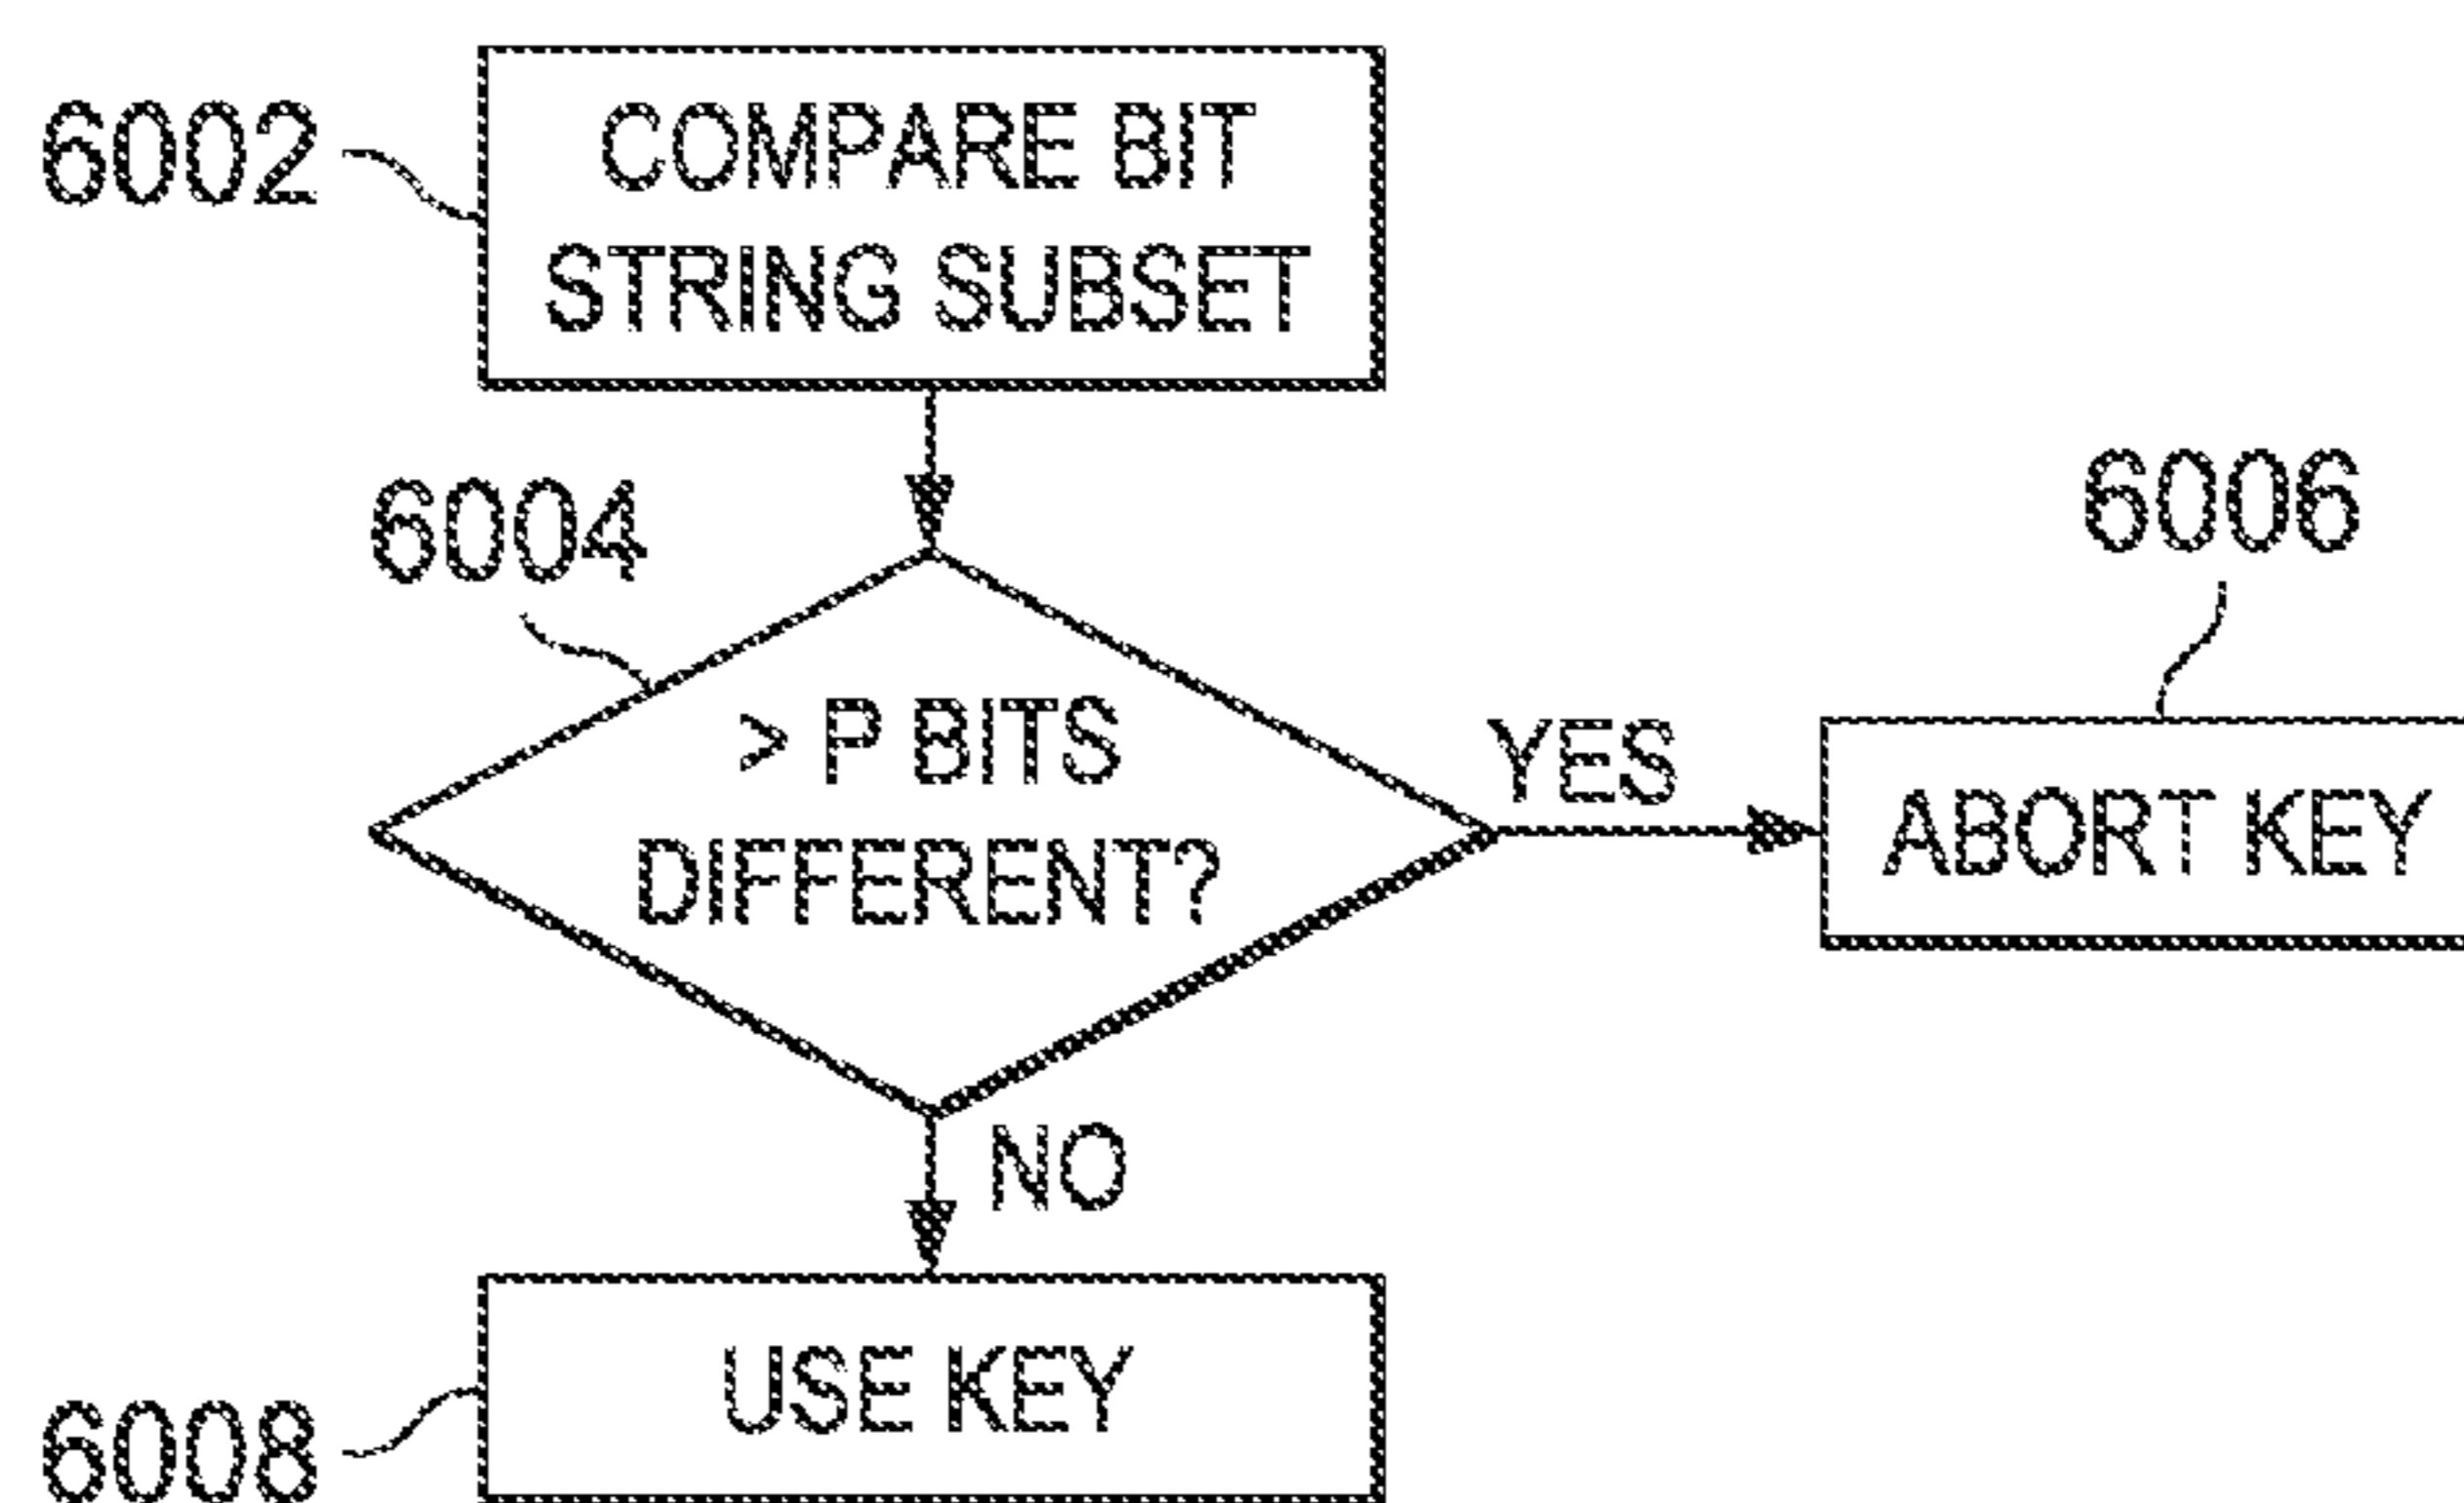 6002
COMPARE BIT
STRING SUBSET
6004
6006
> P BITS
DIFFERENT?
YES
ABORT KEY
NO
USE KEY
6008